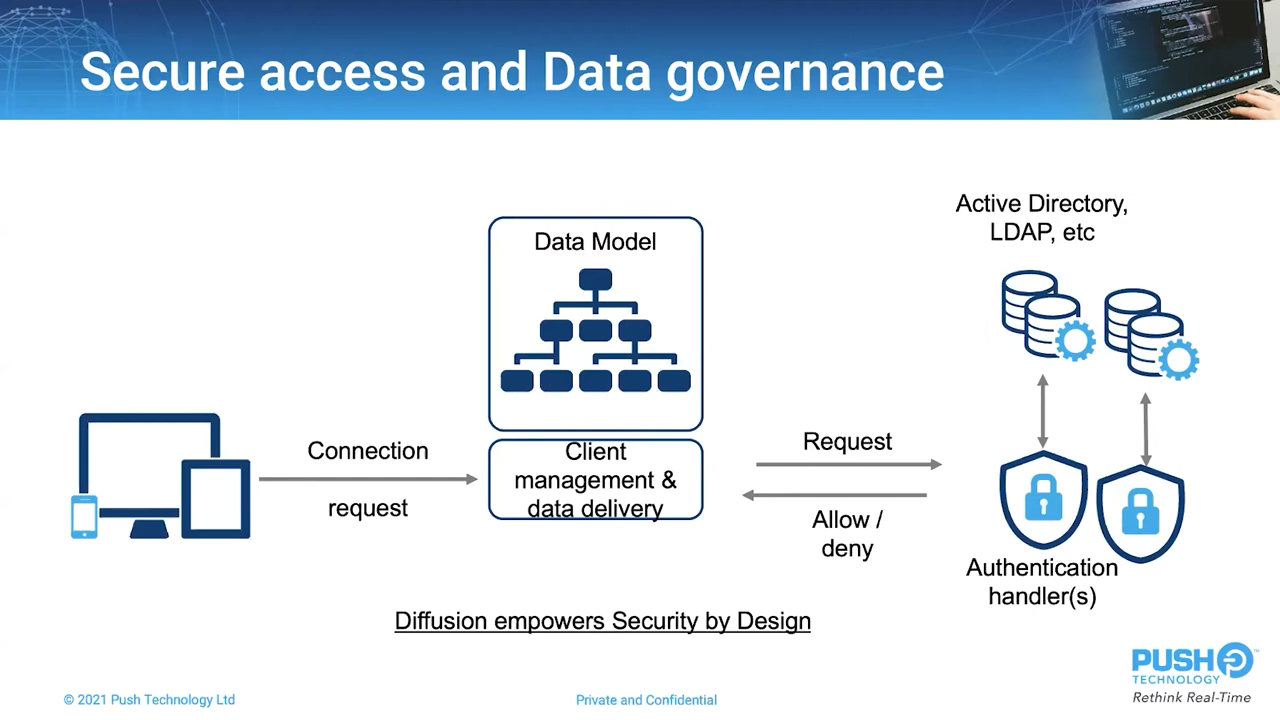 Secure access and Data governance
Active Directory,
LDAP, etc
Data Model
Connection
request
Client
management &
data delivery
Request
Allow /
deny
Authentication
handler(s)
Diffusion empowers Security by Design
PUSH
TECHNOLOGY
™
Rethink Real-Time
© 2021 Push Technology Ltd
Private and Confidential